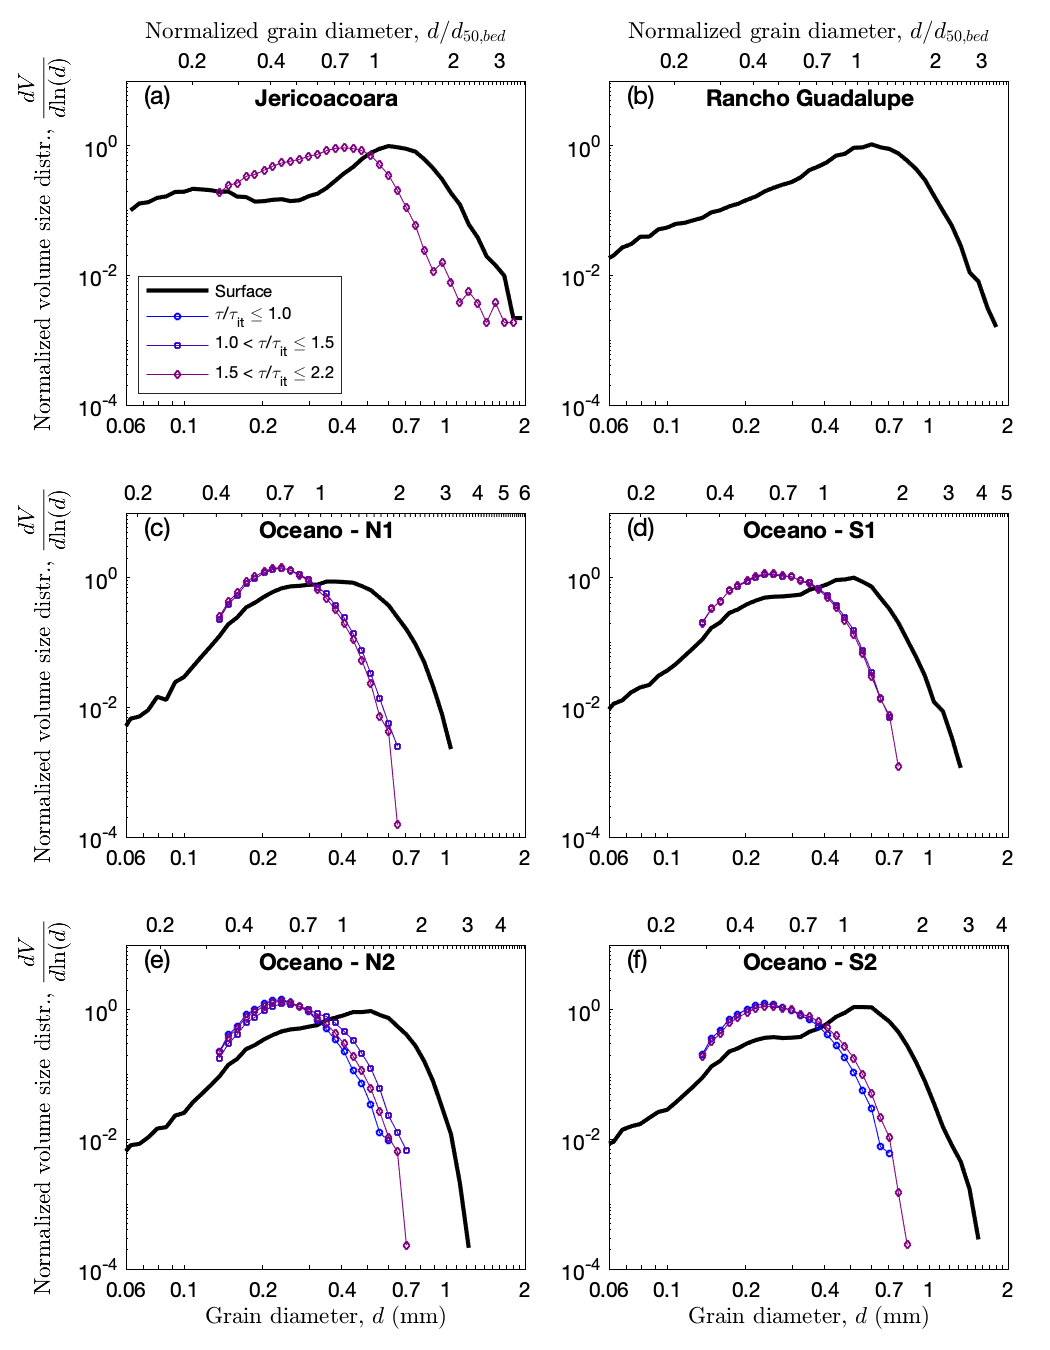 Normalized grain diameter, d/d50,bed
Normalized grain diameter, d/d50,bed
0.2 0.4 0.7 1 2 3
0.2 0.4 0.7 1 2 3
Normalized volume size distr., dV/dln(d)
(a) Jericoacoara
10^0
10^-2
10^-4
Surface
τ/τit ≤ 1.0
1.0 < τ/τit ≤ 1.5
1.5 < τ/τit ≤ 2.2
0.06 0.1 0.2 0.4 0.7 1 2
(b) Rancho Guadalupe
10^0
10^-2
10^-4
0.06 0.1 0.2 0.4 0.7 1 2
0.2 0.4 0.7 1 2 3 4 5 6
Normalized volume size distr., dV/dln(d)
(c) Oceano - N1
10^0
10^-2
10^-4
0.06 0.1 0.2 0.4 0.7 1 2
0.2 0.4 0.7 1 2 3 4 5
(d) Oceano - S1
10^0
10^-2
10^-4
0.06 0.1 0.2 0.4 0.7 1 2
0.2 0.4 0.7 1 2 3 4
Normalized volume size distr., dV/dln(d)
(e) Oceano - N2
10^0
10^-2
10^-4
0.06 0.1 0.2 0.4 0.7 1 2
Grain diameter, d (mm)
0.2 0.4 0.7 1 2 3 4
(f) Oceano - S2
10^0
10^-2
10^-4
0.06 0.1 0.2 0.4 0.7 1 2
Grain diameter, d (mm)